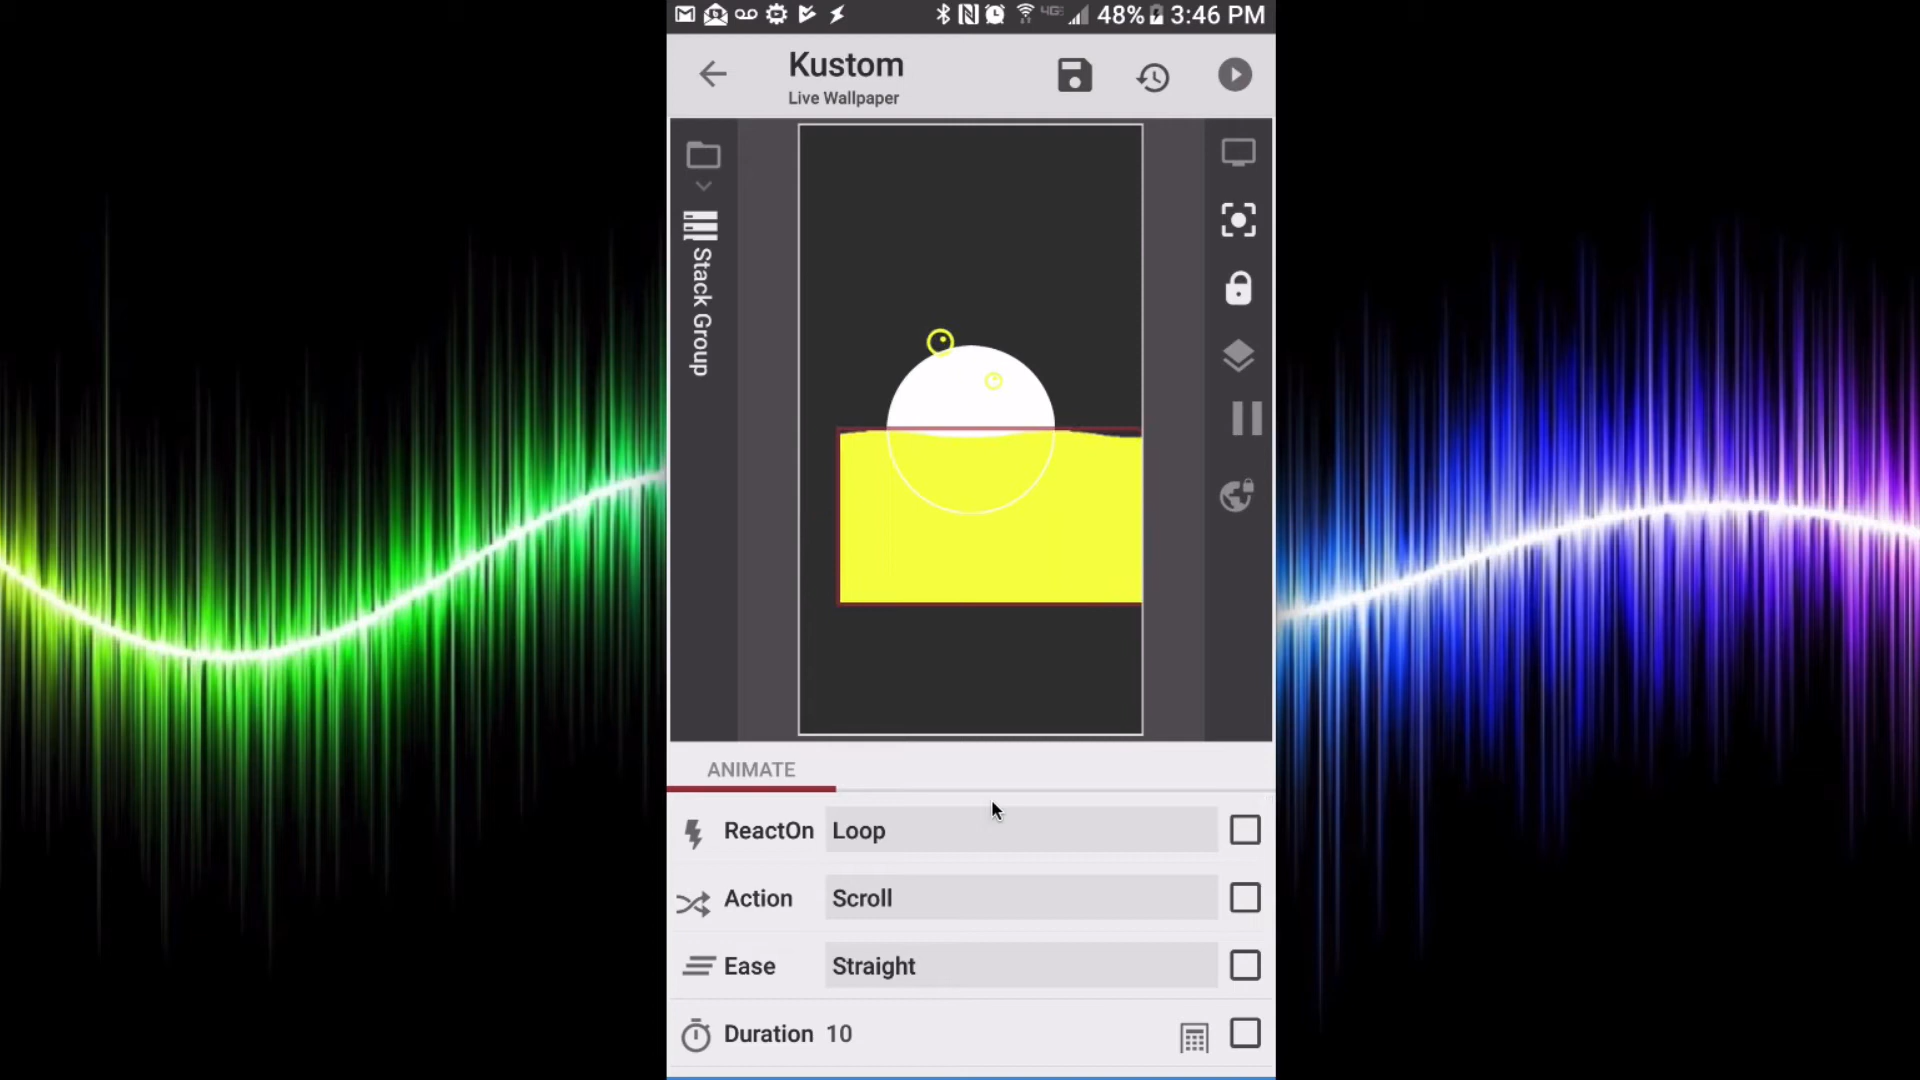 48% 3:46 PM
Kustom
Live Wallpaper
Stack Group
ANIMATE
ReactOn Loop
Action Scroll
Ease Straight
Duration 10